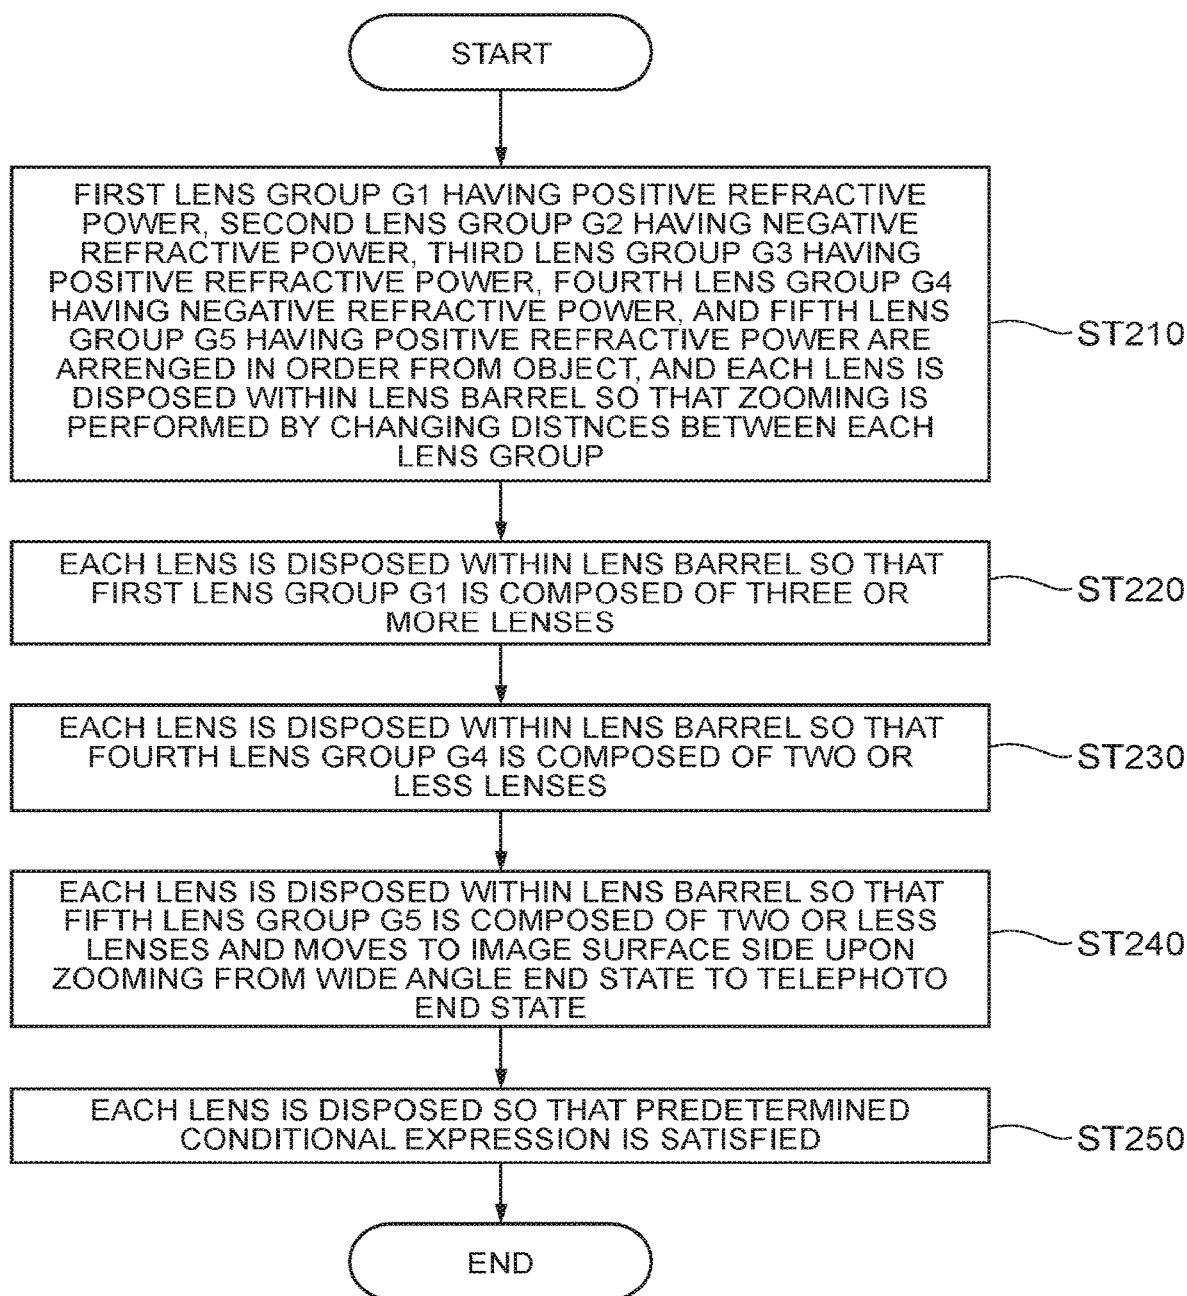 START
FIRST LENS GROUP G1 HAVING POSITIVE REFRACTIVE
POWER, SECOND LENS GROUP G2 HAVING NEGATIVE
REFRACTIVE POWER, THIRD LENS GROUP G3 HAVING
POSITIVE REFRACTIVE POWER, FOURTH LENS GROUP G4
HAVING NEGATIVE REFRACTIVE POWER, AND FIFTH LENS
GROUP G5 HAVING POSITIVE REFRACTIVE POWER ARE
ARRENGED IN ORDER FROM OBJECT, AND EACH LENS IS
DISPOSED WITHIN LENS BARREL SO THAT ZOOMING IS
PERFORMED BY CHANGING DISTNCES BETWEEN EACH
LENS GROUP
ST210
EACH LENS IS DISPOSED WITHIN LENS BARREL SO THAT
FIRST LENS GROUP G1 IS COMPOSED OF THREE OR
MORE LENSES
ST220
EACH LENS IS DISPOSED WITHIN LENS BARREL SO THAT
FOURTH LENS GROUP G4 IS COMPOSED OF TWO OR
LESS LENSES
ST230
EACH LENS IS DISPOSED WITHIN LENS BARREL SO THAT
FIFTH LENS GROUP G5 IS COMPOSED OF TWO OR LESS
LENSES AND MOVES TO IMAGE SURFACE SIDE UPON
ZOOMING FROM WIDE ANGLE END STATE TO TELEPHOTO
END STATE
ST240
EACH LENS IS DISPOSED SO THAT PREDETERMINED
CONDITIONAL EXPRESSION IS SATISFIED
ST250
END